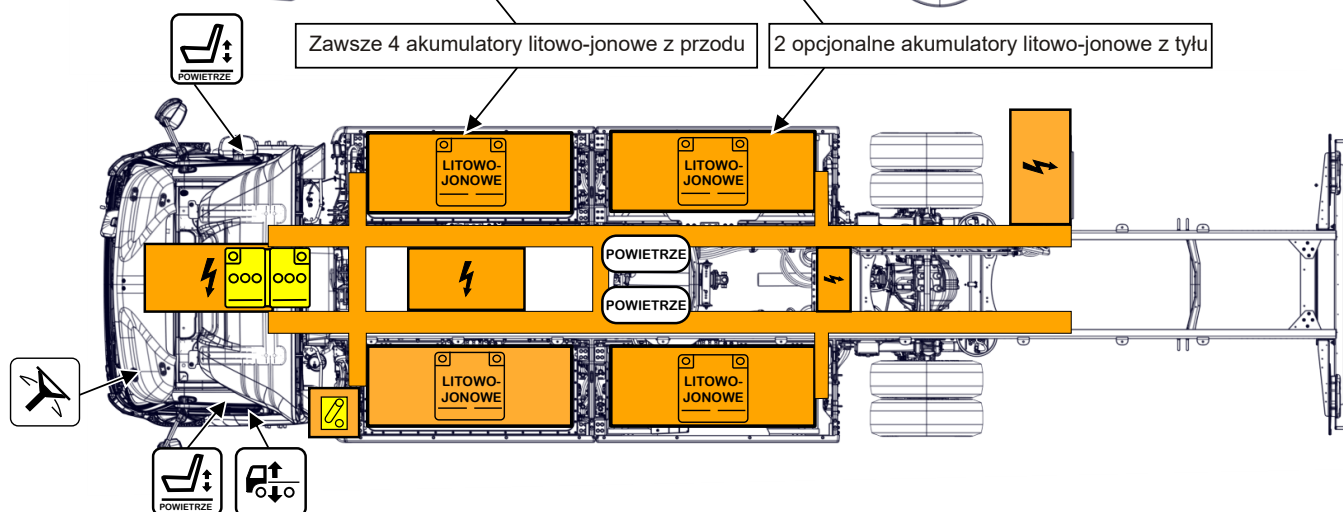 Zawsze 4 akumulatory litowo-jonowe z przodu
2 opcjonalne akumulatory litowo-jonowe z tyłu
POWIETRZE
LITOWO-
JONOWE
LITOWO-
JONOWE
POWIETRZE
POWIETRZE
LITOWO-
JONOWE
LITOWO-
JONOWE
POWIETRZE